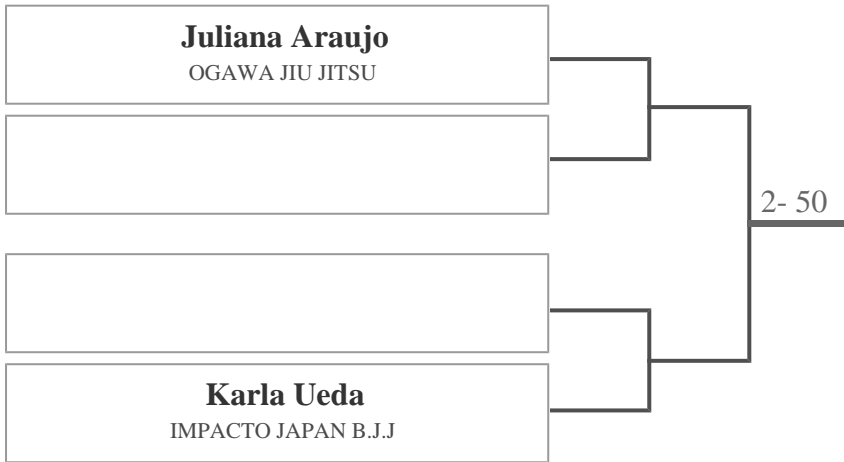 Juliana Araujo
OGAWA JIU JITSU
2- 50
Karla Ueda
IMPACTO JAPAN B.J.J